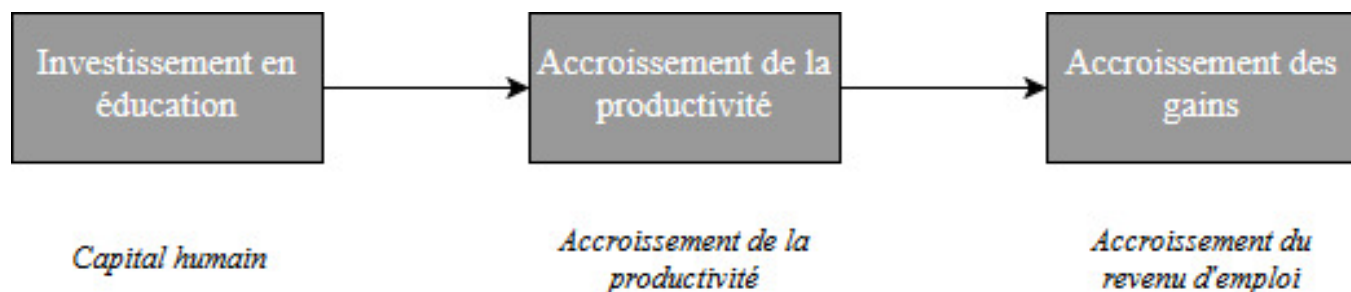 Investissement en
éducation
Accroissement de la
productivité
Accroissement des
gains
Capital humain
Accroissement de la
productivité
Accroissement du
revenu d'emploi